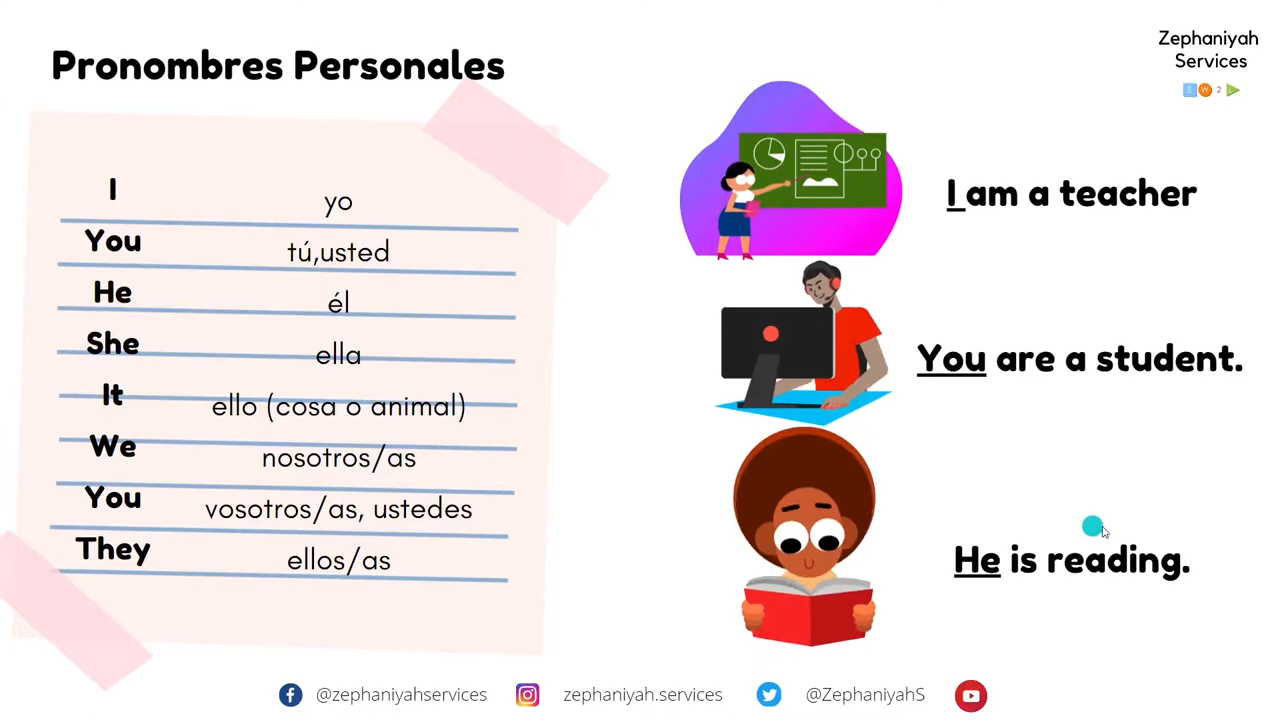 Pronombres Personales
Zephaniyah
Services
E W 2
I yo
You tú,usted
He él
She ella
It ello (cosa o animal)
We nosotros/as
You vosotros/as, ustedes
They ellos/as
I am a teacher
You are a student.
He is reading.
@zephaniyahservices zephaniyah.services @ZephaniyahS